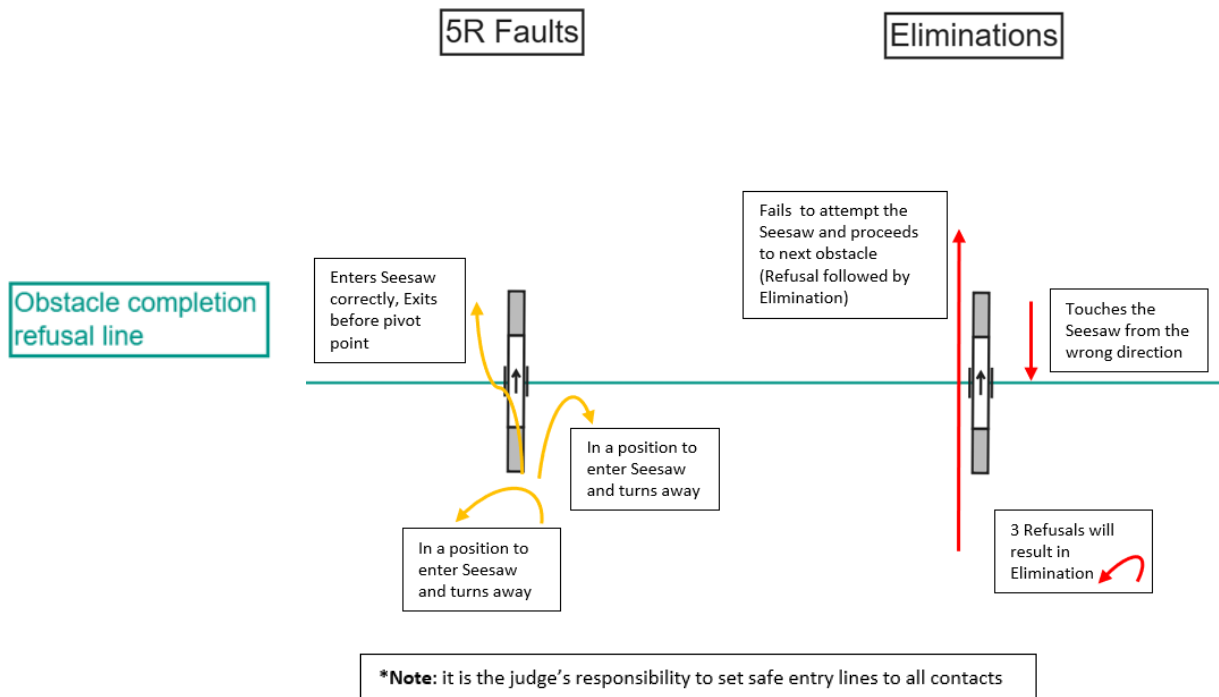 5R Faults
Eliminations
Obstacle completion
refusal line
Enters Seesaw
correctly, Exits
before pivot
point
In a position to
enter Seesaw
and turns away
In a position to
enter Seesaw
and turns away
Fails to attempt the
Seesaw and proceeds
to next obstacle
(Refusal followed by
Elimination)
Touches the
Seesaw from the
wrong direction
3 Refusals will
result in
Elimination
*Note: it is the judge's responsibility to set safe entry lines to all contacts